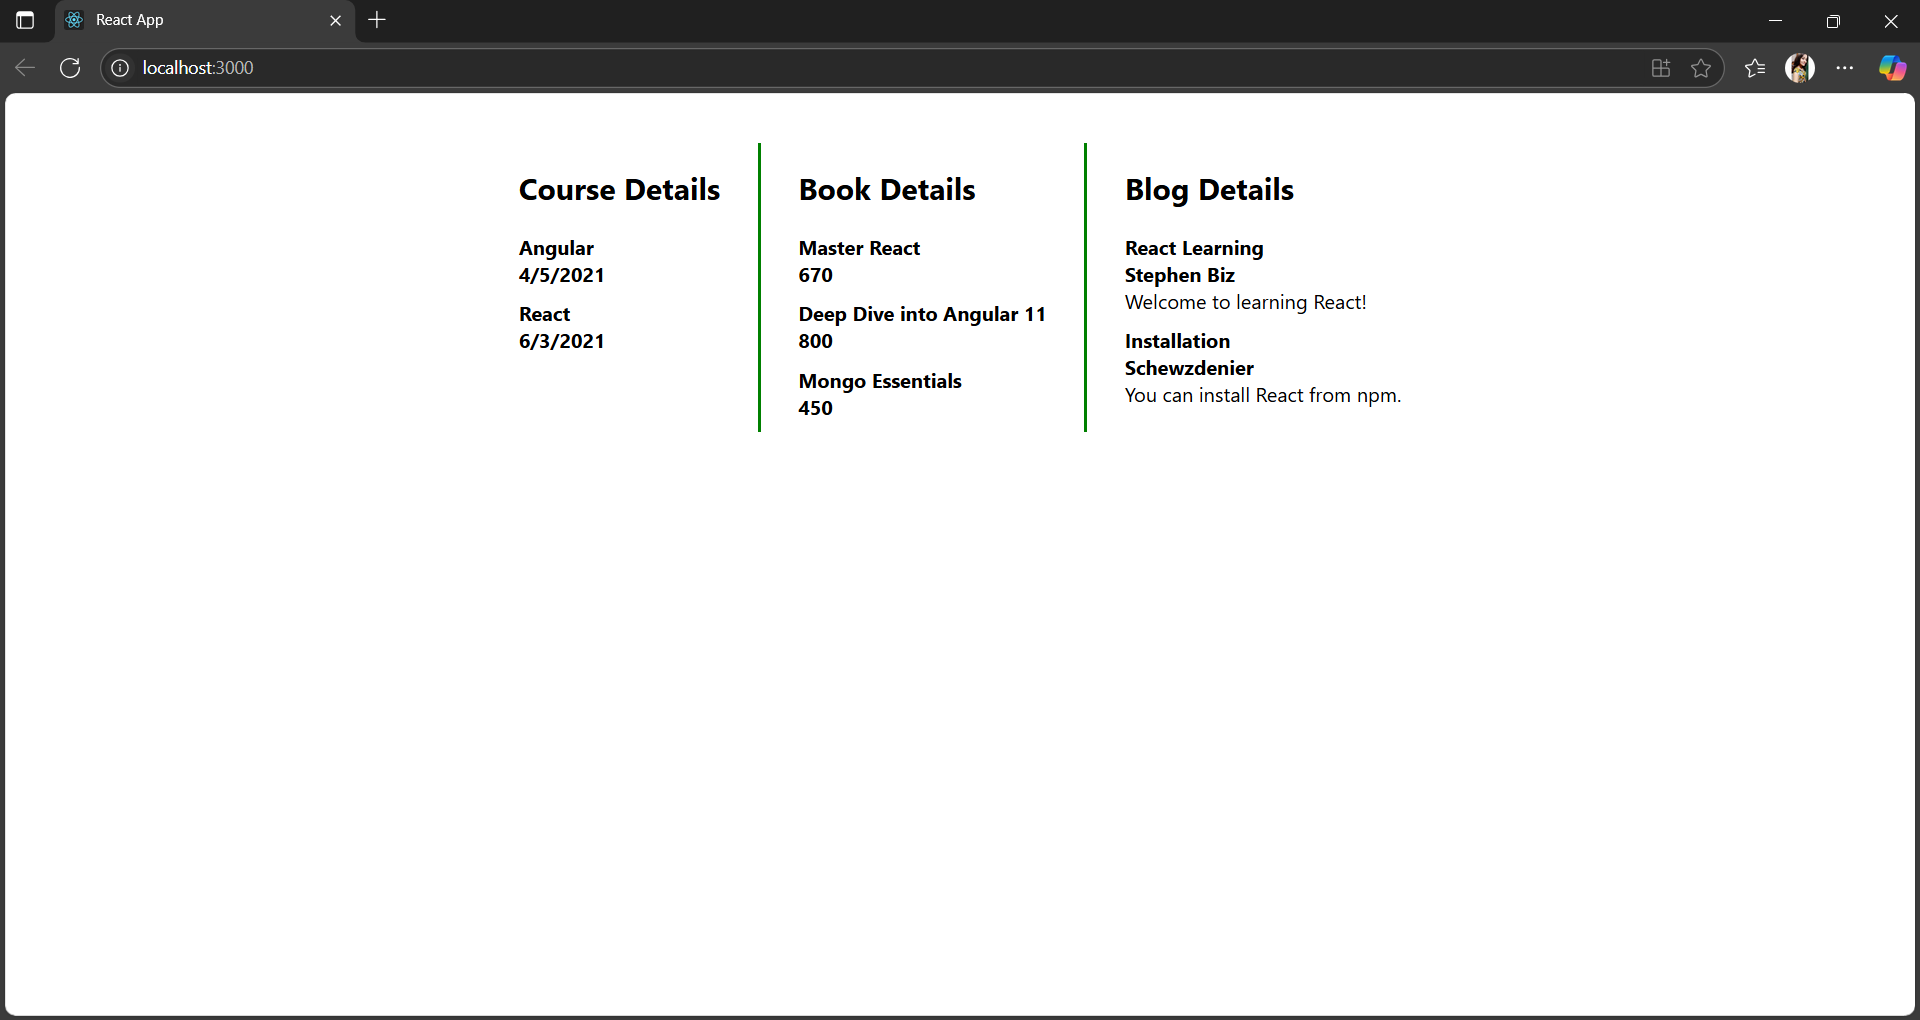 React App
localhost:3000
Course Details
Angular
4/5/2021
React
6/3/2021
Book Details
Master React
670
Deep Dive into Angular 11
800
Mongo Essentials
450
Blog Details
React Learning
Stephen Biz
Welcome to learning React!
Installation
Schewzdenier
You can install React from npm.